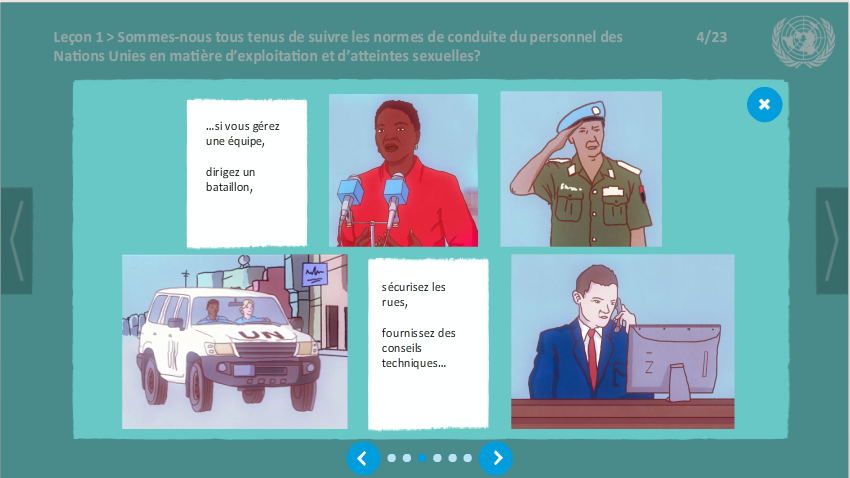 Leçon 1 > Sommes-nous tous tenus de suivre les normes de conduite du personnel des
Nations Unies en matière d'exploitation et d'atteintes sexuelles?
4/23
...si vous gérez
une équipe,
dirigez un
bataillon,
UN
sécurisez les
rues,
fournissez des
conseils
techniques...